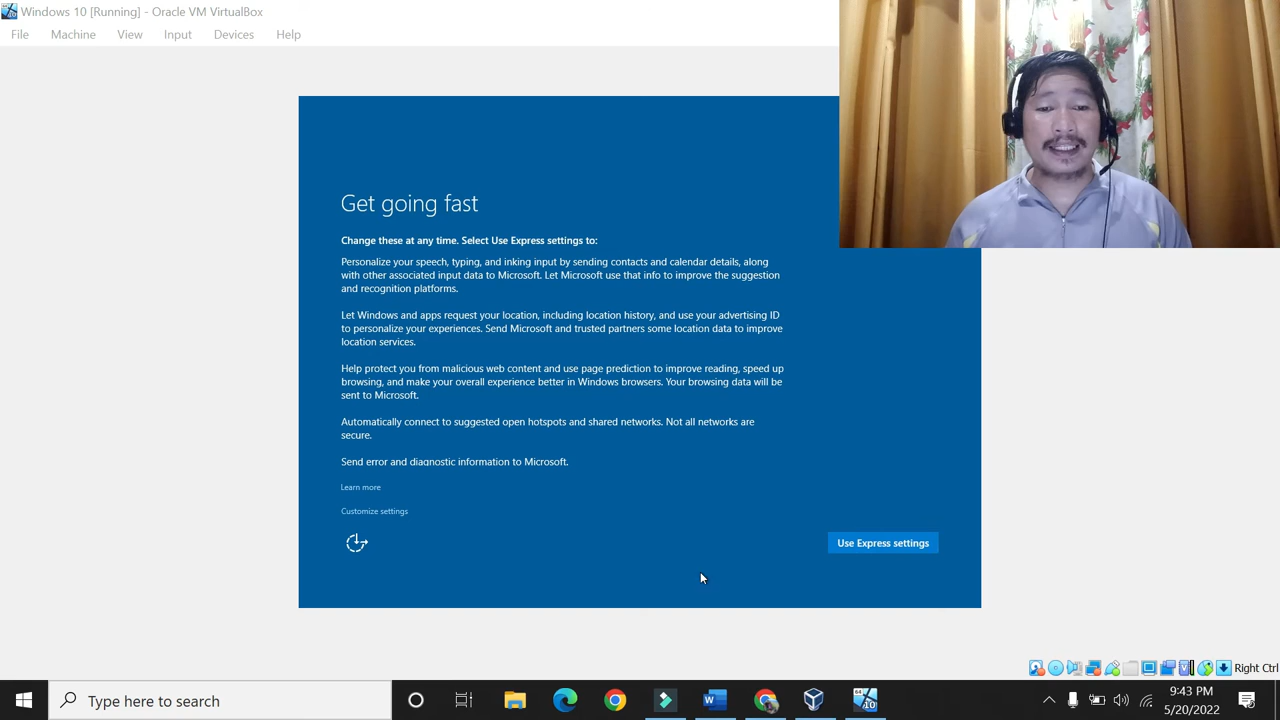 Windows 10 [Running] - Oracle VM VirtualBox
File Machine View Input Devices Help
Get going fast
Change these at any time. Select Use Express settings to:
Personalize your speech, typing, and inking input by sending contacts and calendar details, along
with other associated input data to Microsoft. Let Microsoft use that info to improve the suggestion
and recognition platforms.
Let Windows and apps request your location, including location history, and use your advertising ID
to personalize your experiences. Send Microsoft and trusted partners some location data to improve
location services.
Help protect you from malicious web content and use page prediction to improve reading, speed up
browsing, and make your overall experience better in Windows browsers. Your browsing data will be
sent to Microsoft.
Automatically connect to suggested open hotspots and shared networks. Not all networks are
secure.
Send error and diagnostic information to Microsoft.
Learn more
Customize settings
Use Express settings
Right Ctrl
Type here to search
64
10
9:43 PM
5/20/2022